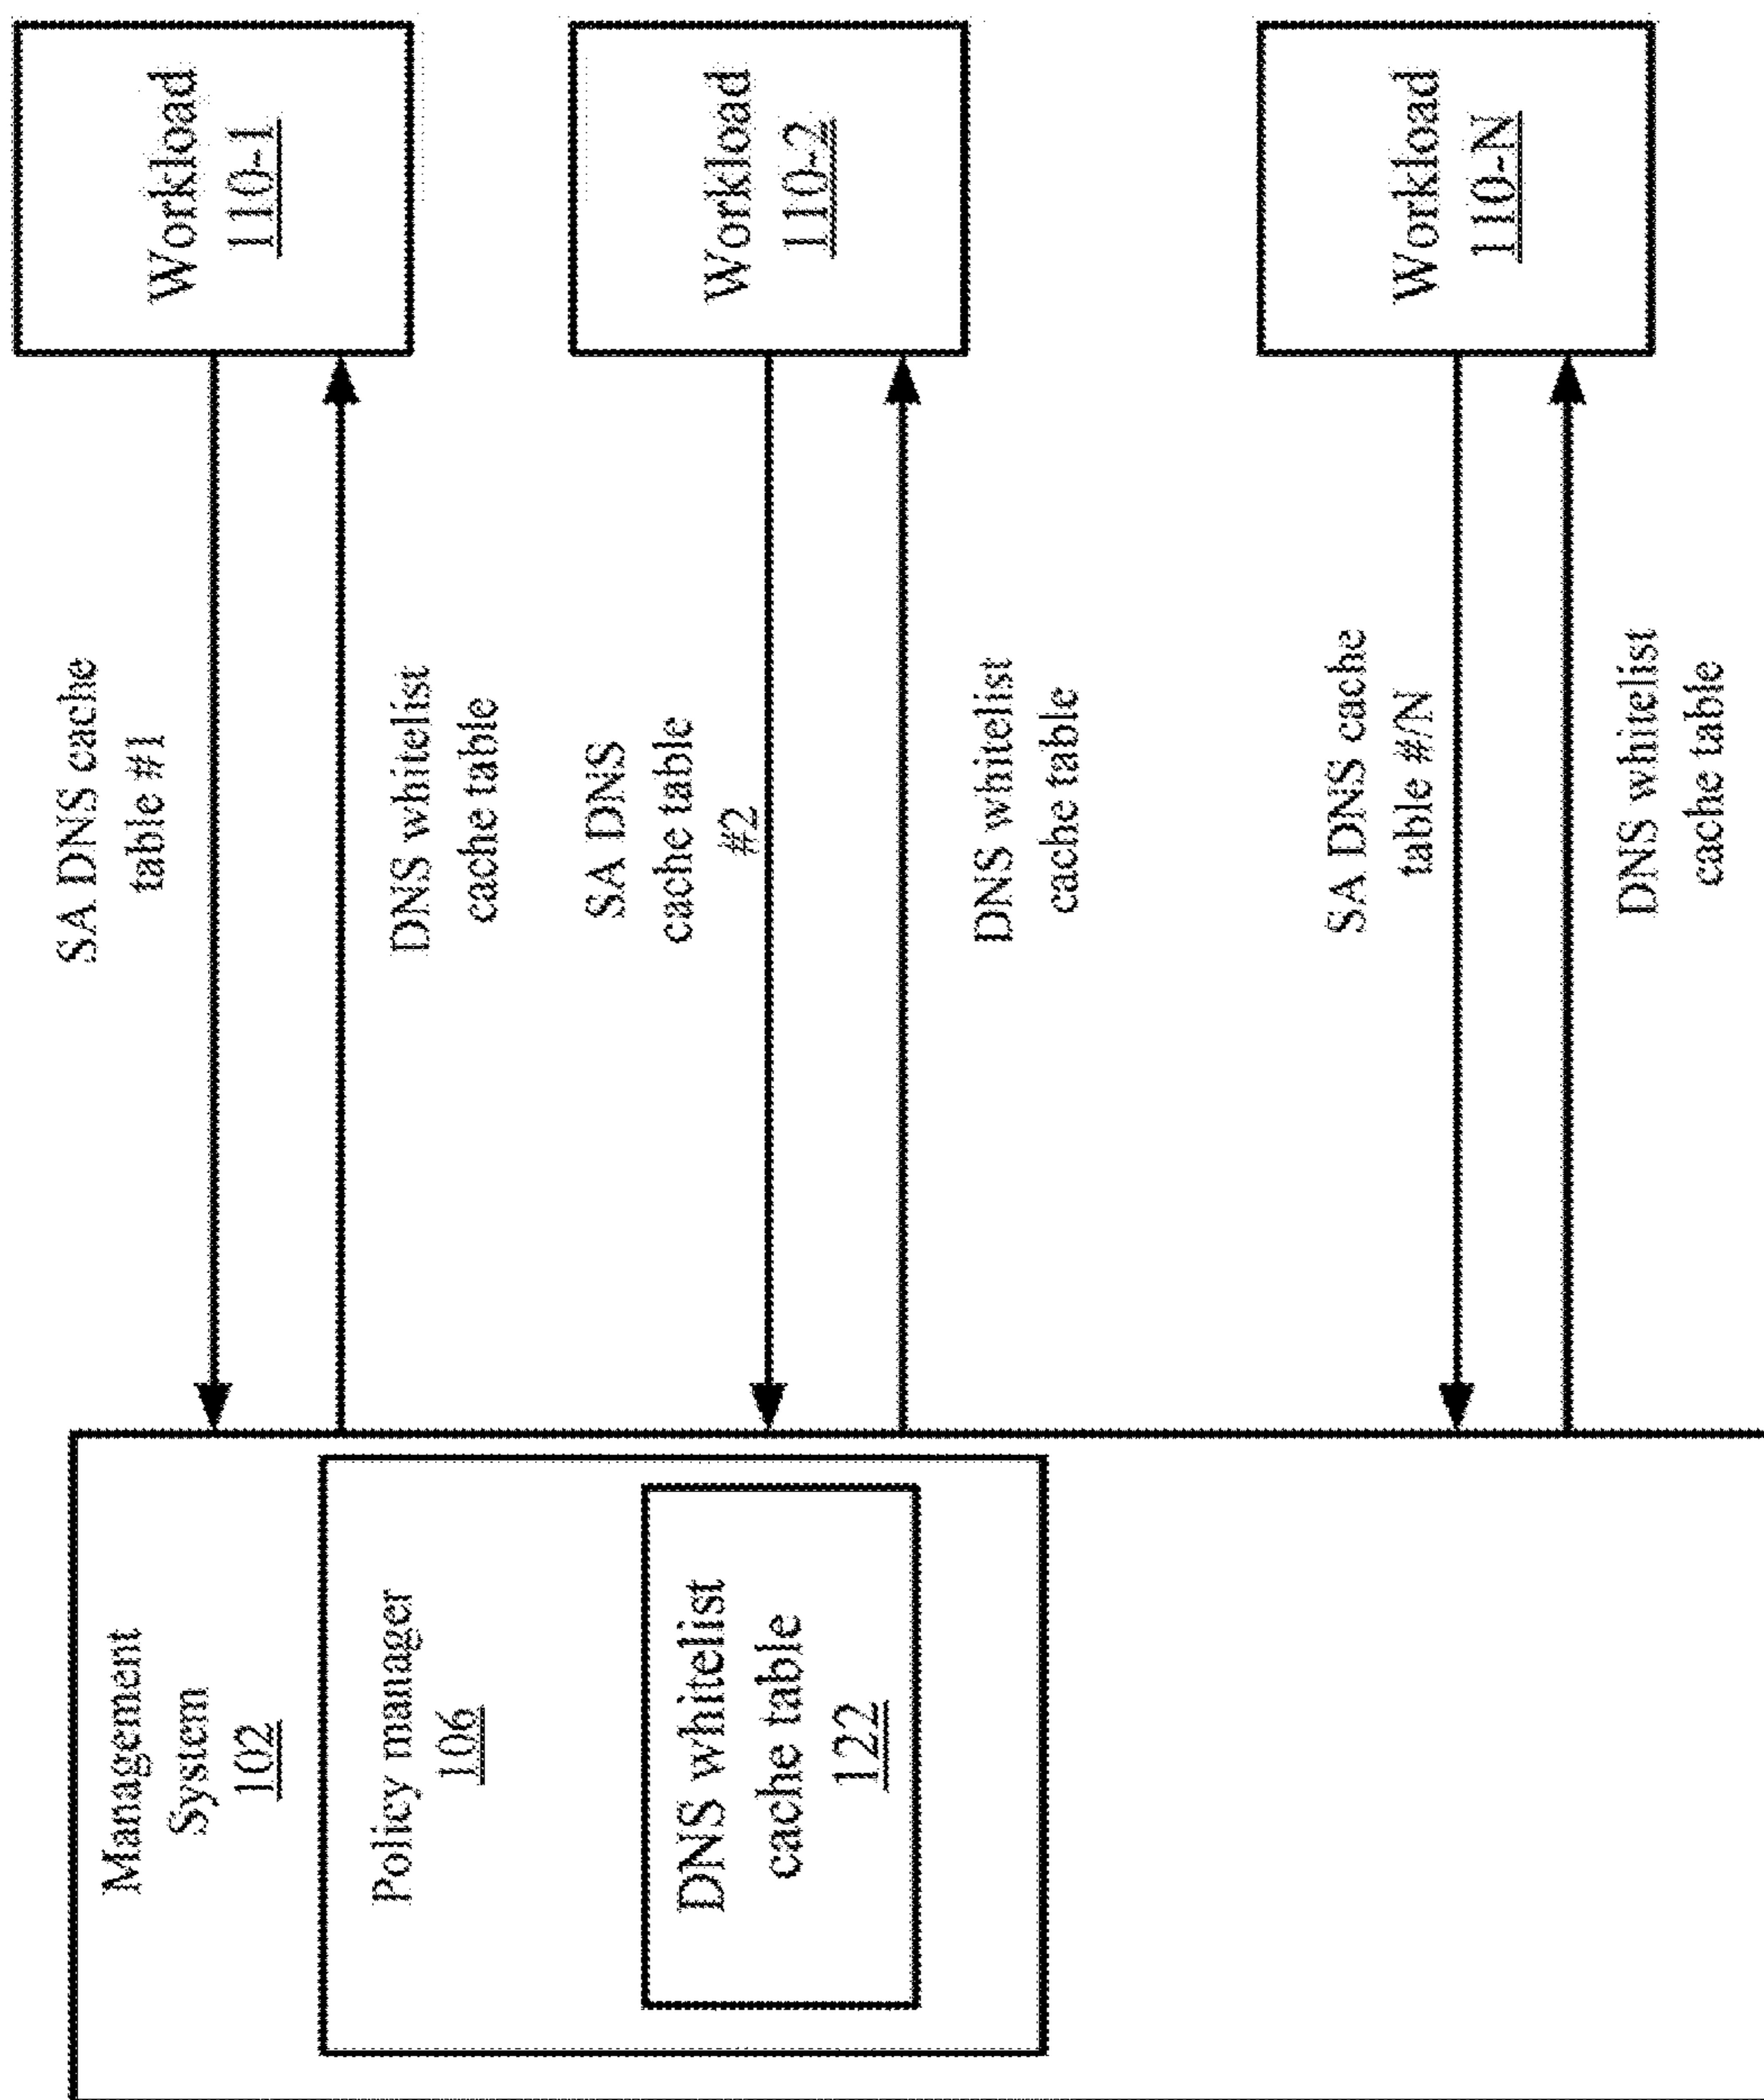 Management
System
102
Policy manager
106
DNS whitelist
cache table
122
SA DNS cache
table #1
DNS whitelist
cache table
SA DNS
cache table
#2
DNS whitelist
cache table
SA DNS cache
table #/N
DNS whitelist
cache table
Workload
110-1
Workload
110-2
Workload
110-N